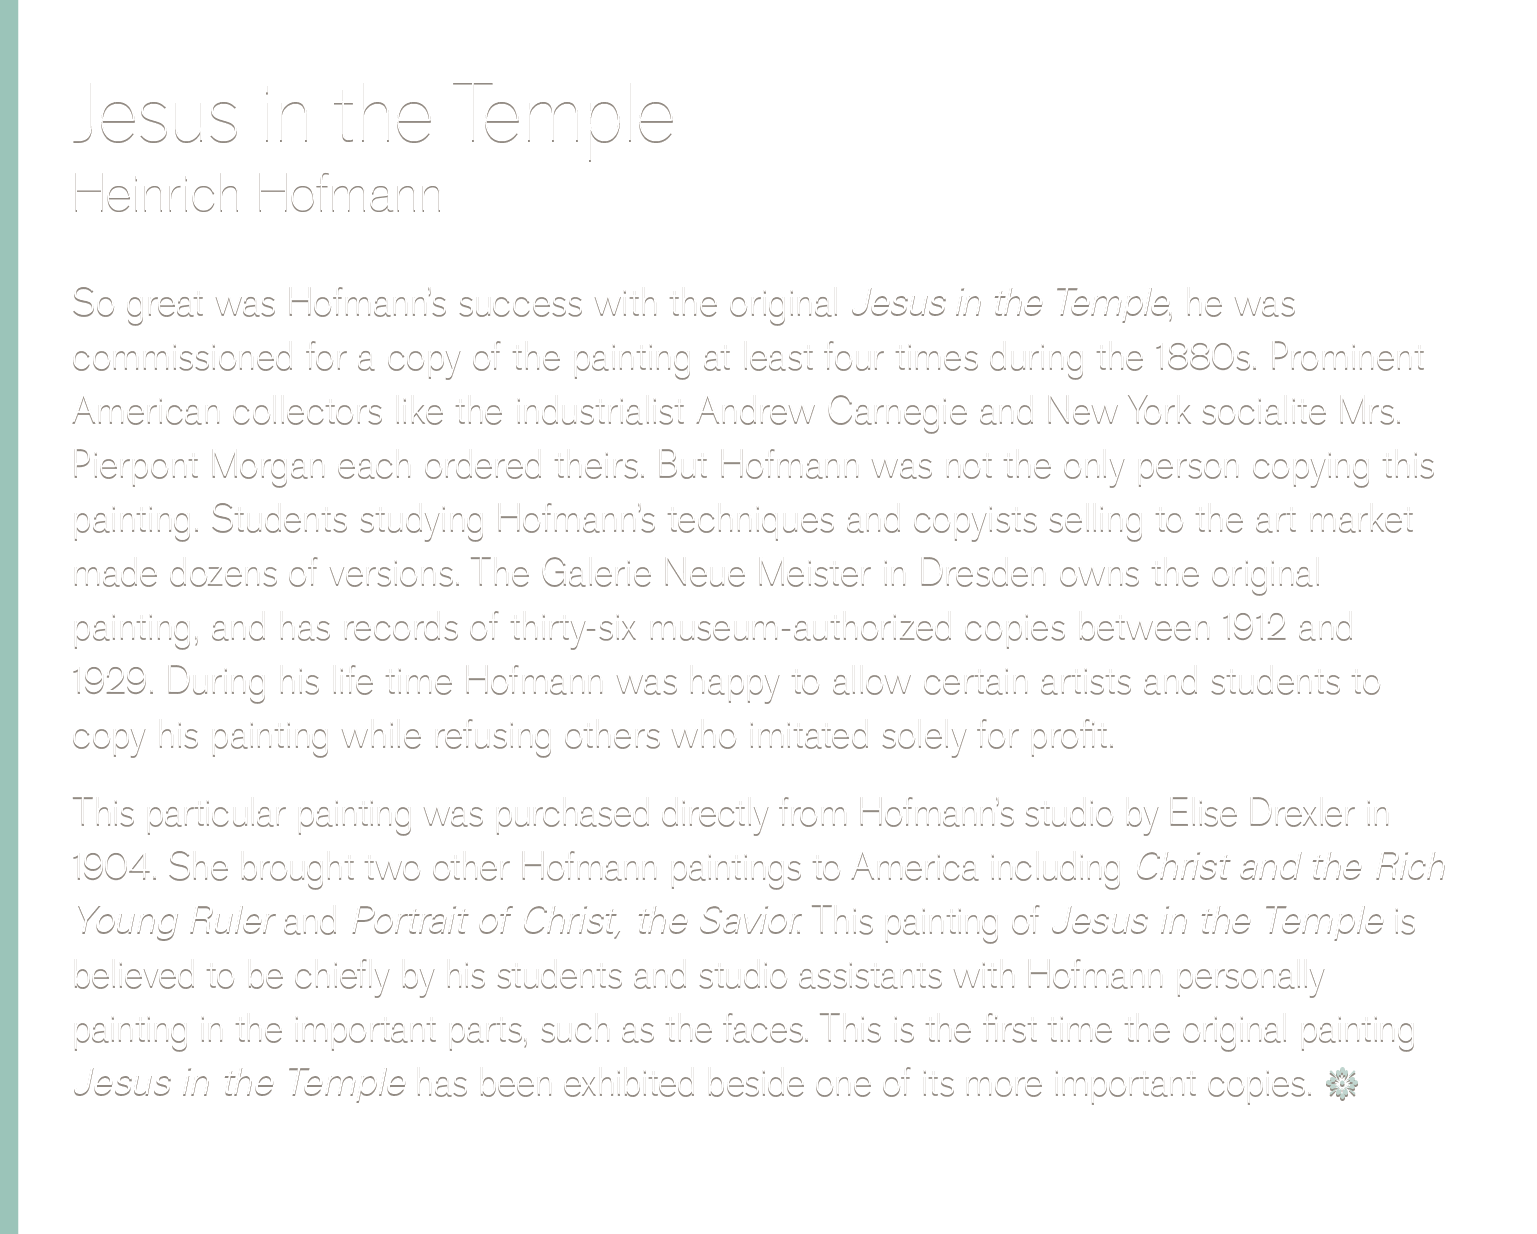 Jesus in the Temple
Heinrich Hofmann
So great was Hofmann's success with the original Jesus in the Temple, he was
commissioned for a copy of the painting at least four times during the 1880s. Prominent
American collectors like the industrialist Andrew Carnegie and New York socialite Mrs.
Pierpont Morgan each ordered theirs. But Hofmann was not the only person copying this
painting. Students studying Hofmann's techniques and copyists selling to the art market
made dozens of versions. The Galerie Neue Meister in Dresden owns the original
painting, and has records of thirty-six museum-authorized copies between 1912 and
1929. During his life time Hofmann was happy to allow certain artists and students to
copy his painting while refusing others who imitated solely for profit.
This particular painting was purchased directly from Hofmann's studio by Elise Drexler in
1904. She brought two other Hofmann paintings to America including Christ and the Rich
Young Ruler and Portrait of Christ, the Savior. This painting of Jesus in the Temple is
believed to be chiefly by his students and studio assistants with Hofmann personally
painting in the important parts, such as the faces. This is the first time the original painting
Jesus in the Temple has been exhibited beside one of its more important copies.